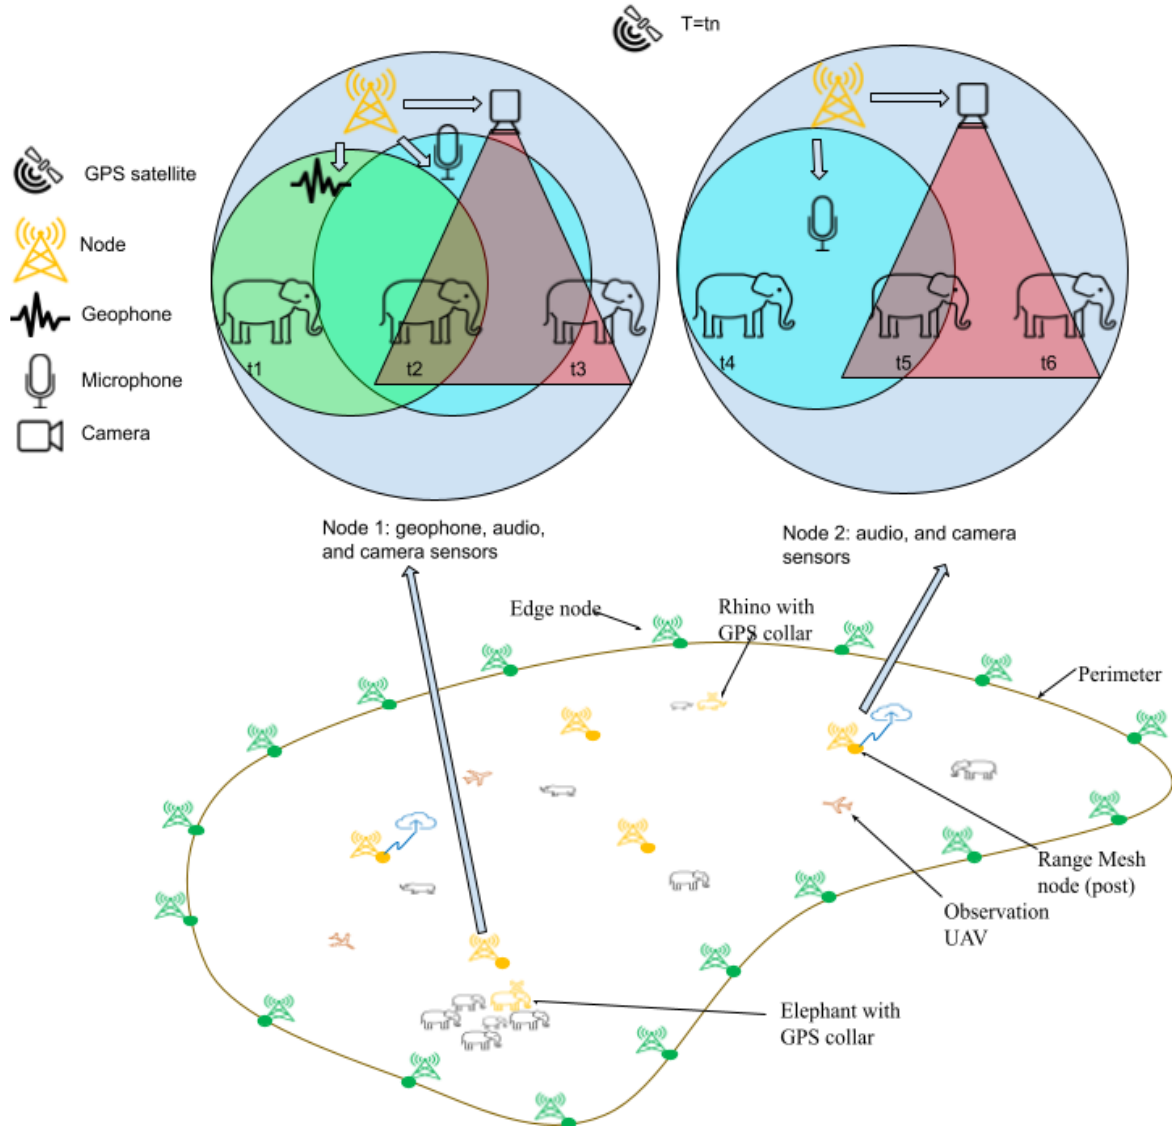 T=tn
GPS satellite
Node
Geophone
Microphone
Camera
t1
t2
t3
t4
t5
t6
Node 1: geophone, audio,
and camera sensors
Node 2: audio, and camera
sensors
Edge node
Rhino with
GPS collar
Perimeter
Range Mesh
node (post)
Observation
UAV
Elephant with
GPS collar